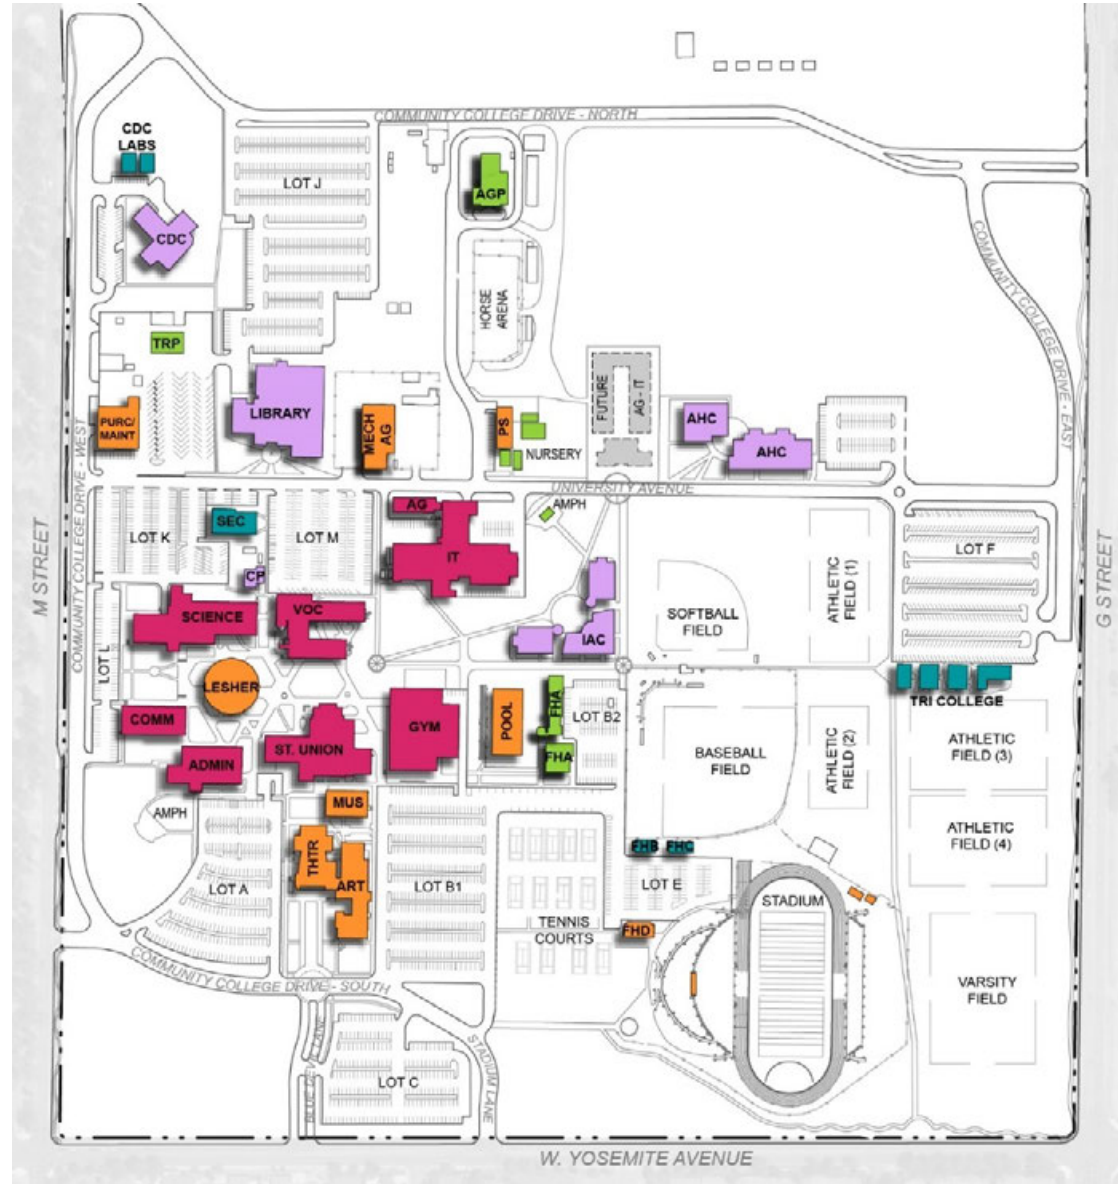 COMMUNITY COLLEGE DRIVE - NORTH
CDC
LABS
LOT J
AGP
CDC
COMMUNITY COLLEGE DRIVE - EAST
HORSE
ARENA
TRP
FUTURE
AG - IT
LIBRARY
PURC/
MAINT
MECH
AG
PS
NURSERY
AHC
AHC
COMMUNITY COLLEGE DRIVE - WEST
UNIVERSITY AVENUE
AG
AMPH
SEC
LOT K
LOT M
IT
LOT F
M STREET
G STREET
CP
ATHLETIC
FIELD (1)
SCIENCE
VOC
SOFTBALL
FIELD
IAC
LOT L
LESHER
TRI COLLEGE
COMM
GYM
POOL
FHA
LOT B2
ST. UNION
ADMIN
FHA
BASEBALL
FIELD
ATHLETIC
FIELD (2)
ATHLETIC
FIELD (3)
MUS
AMPH
ATHLETIC
FIELD (4)
THTR
FHB
FHC
LOT A
ART
LOT B1
LOT E
STADIUM
TENNIS
COURTS
FHD
VARSITY
FIELD
COMMUNITY COLLEGE DRIVE - SOUTH
BLUE DEVIL LANE
LOT C
STADIUM LANE
W. YOSEMITE AVENUE